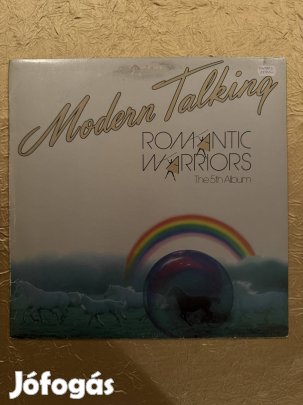 Modern Talking
ROMANTIC
WARRIORS
The 5th Album
Jófogás